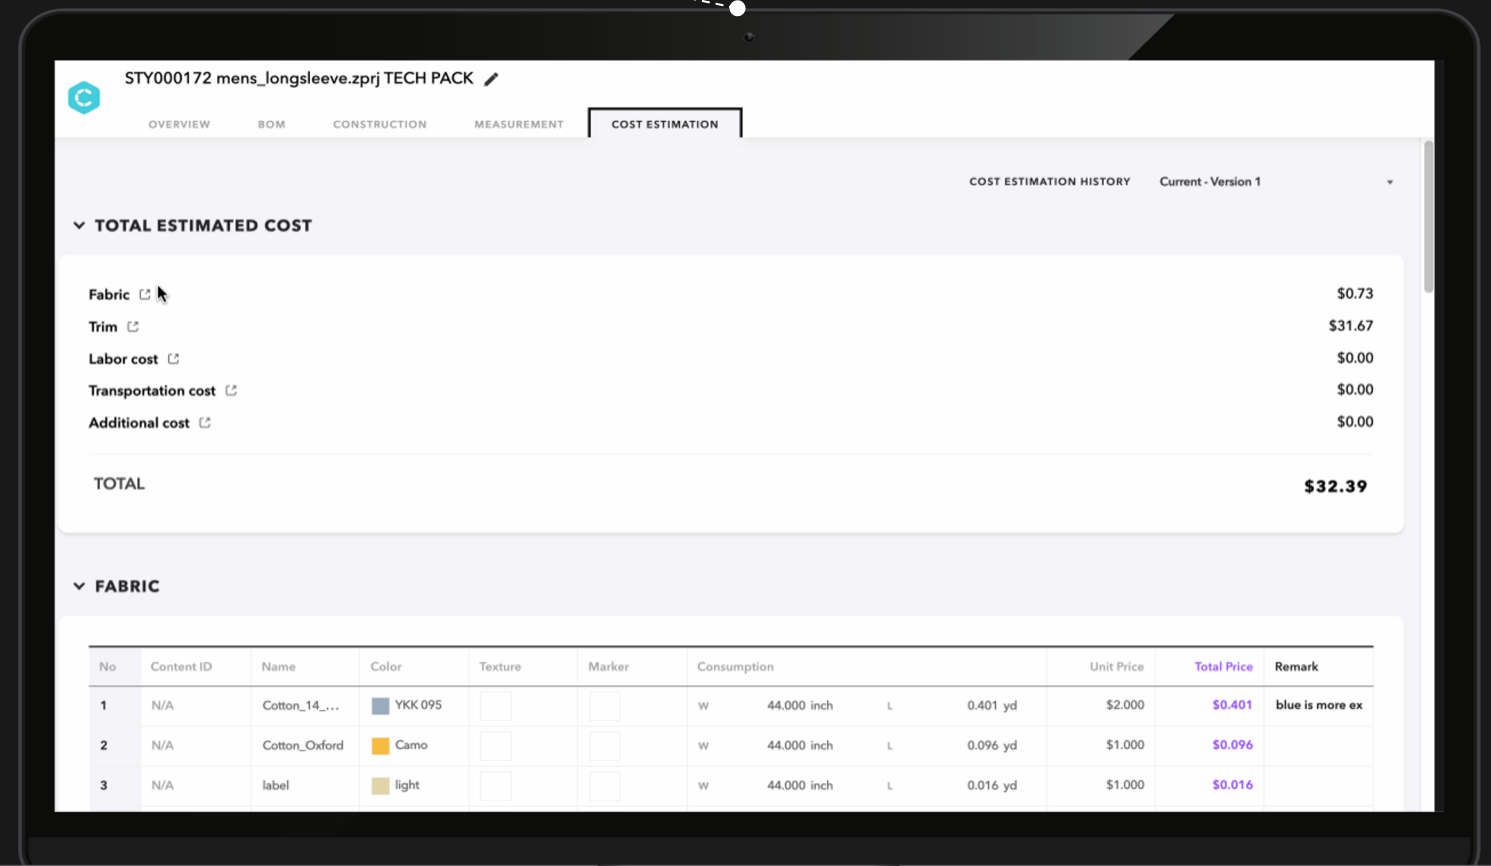 STY000172 mens_longsleeve.zprj TECH PACK
OVERVIEW BOM CONSTRUCTION MEASUREMENT COST ESTIMATION
COST ESTIMATION HISTORY Current - Version 1
TOTAL ESTIMATED COST
Fabric $0.73
Trim $31.67
Labor cost $0.00
Transportation cost $0.00
Additional cost $0.00
TOTAL $32.39
FABRIC
No Content ID Name Color Texture Marker Consumption Unit Price Total Price Remark
1 N/A Cotton_14_... YKK 095 W 44.000 inch L 0.401 yd $2.000 $0.401 blue is more ex
2 N/A Cotton_Oxford Camo W 44.000 inch L 0.096 yd $1.000 $0.096
3 N/A label light W 44.000 inch L 0.016 yd $1.000 $0.016